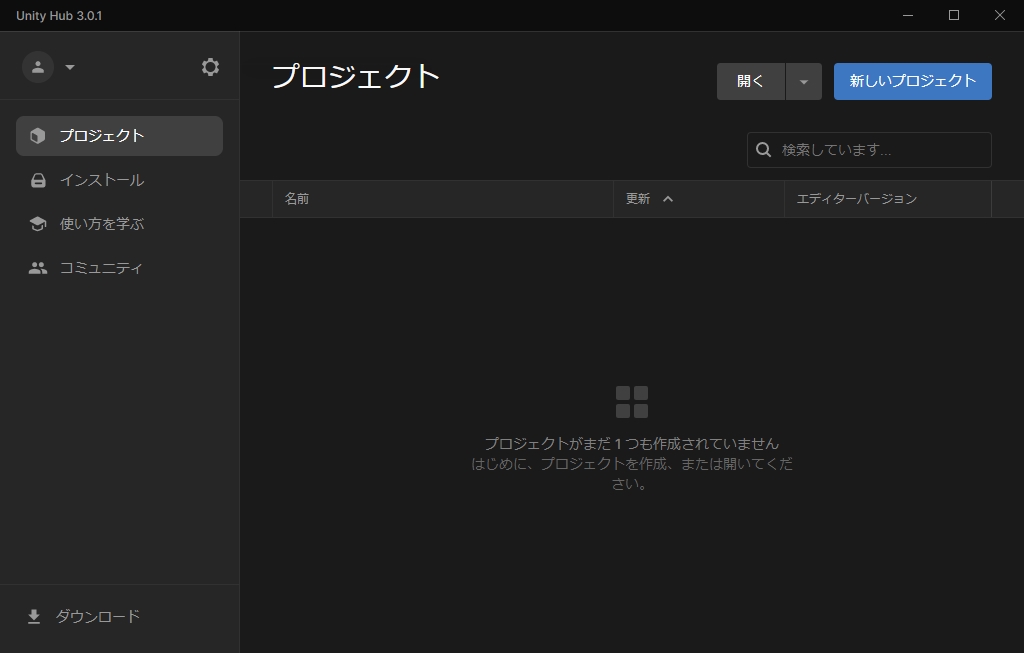 Unity Hub 3.0.1
プロジェクト
インストール
使い方を学ぶ
コミュニティ
ダウンロード
プロジェクト
開く
新しいプロジェクト
検索しています...
名前
更新
エディターバージョン
プロジェクトがまだ 1 つも作成されていません
はじめに、プロジェクトを作成、または開いてくだ
さい。